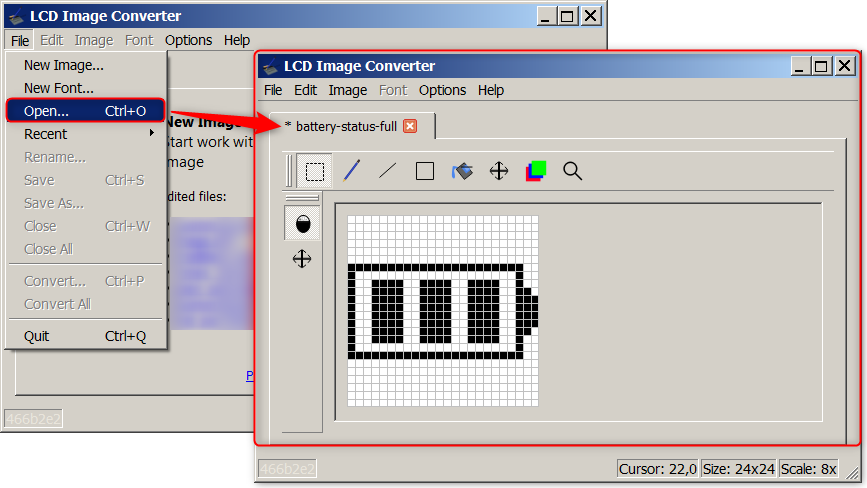 LCD Image Converter
File Edit Image Font Options Help
New Image...
New Font...
Open... Ctrl+O
Recent
Rename...
Save Ctrl+S
Save As...
Close Ctrl+W
Close All
Convert... Ctrl+P
Convert All
Quit Ctrl+Q
New Image
Start work wit
image
dited files:
P
466b2e2
LCD Image Converter
File Edit Image Font Options Help
* battery-status-full
466b2e2
Cursor: 22,0 Size: 24x24 Scale: 8x